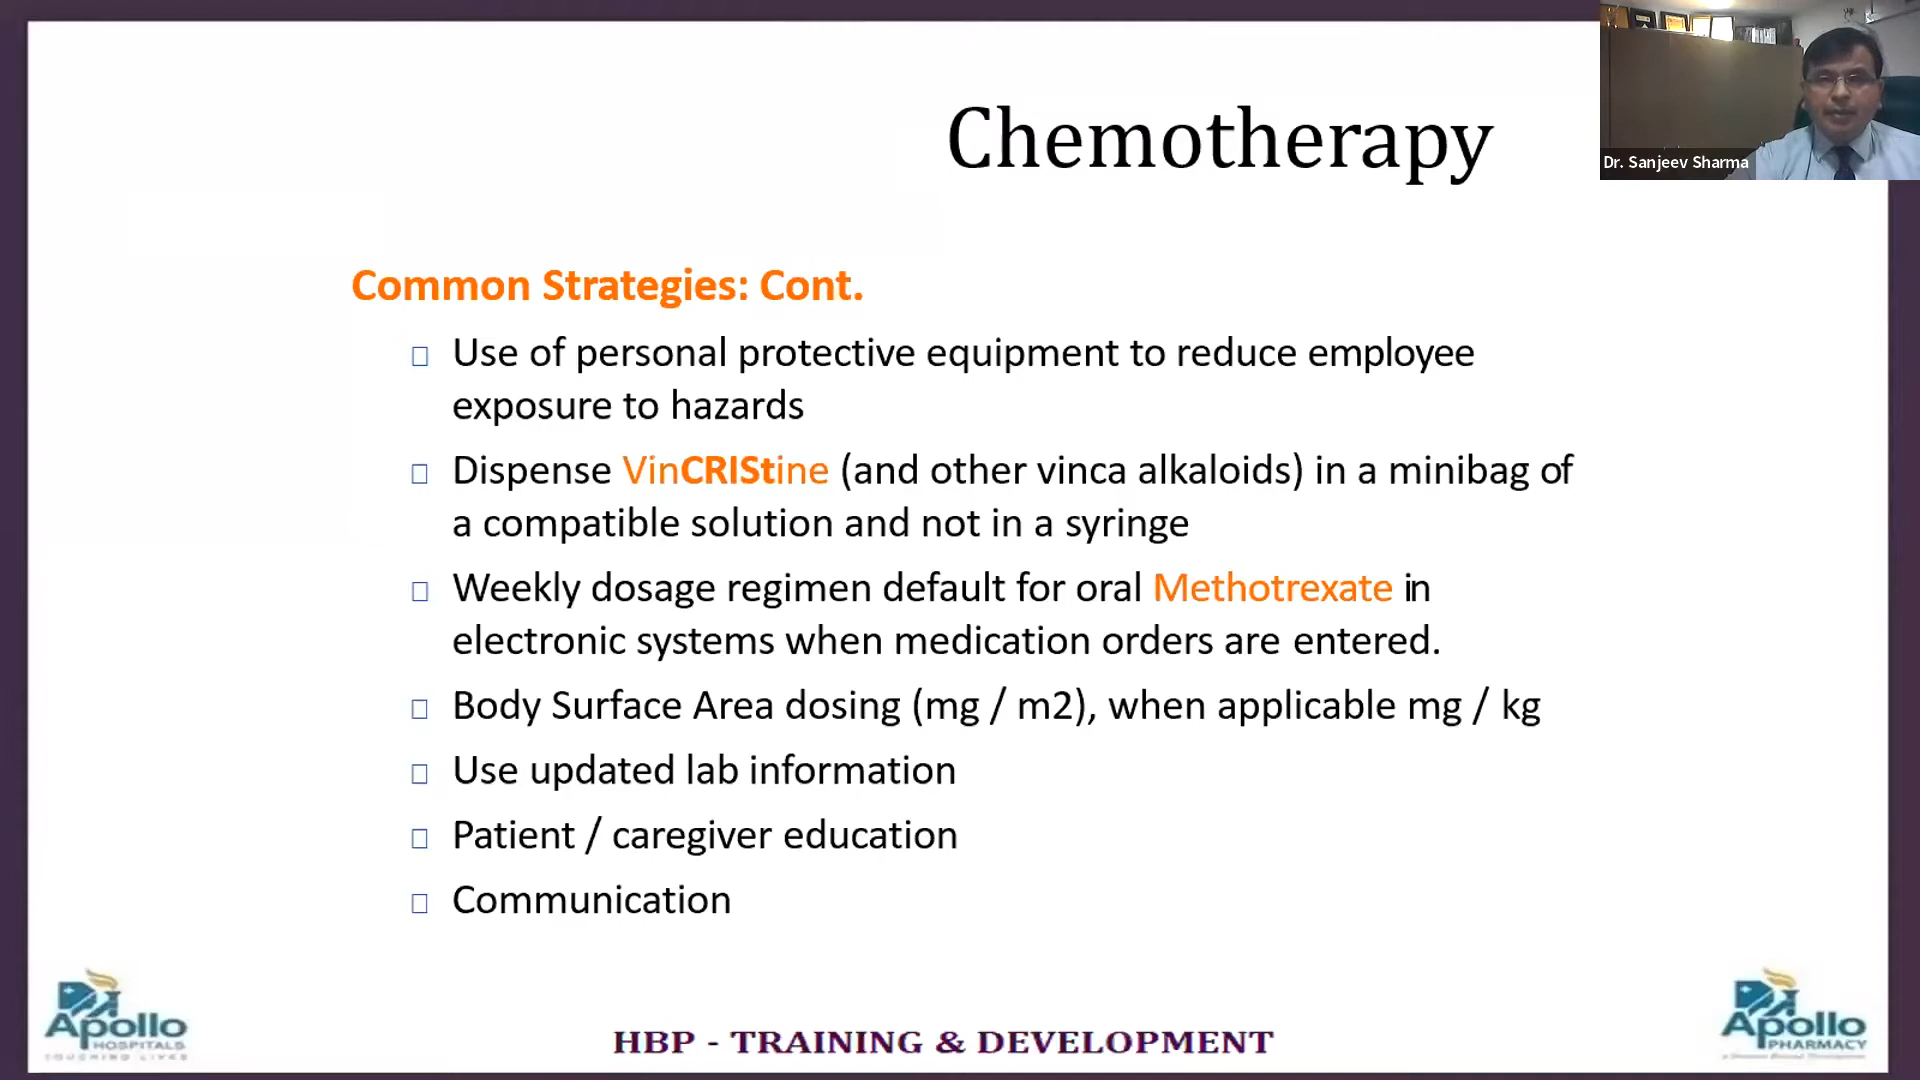 Chemotherapy
Dr. Sanjeev Sharma
Common Strategies: Cont.
Use of personal protective equipment to reduce employee
exposure to hazards
Dispense VinCRIStine (and other vinca alkaloids) in a minibag of
a compatible solution and not in a syringe
Weekly dosage regimen default for oral Methotrexate in
electronic systems when medication orders are entered.
Body Surface Area dosing (mg / m2), when applicable mg / kg
Use updated lab information
Patient / caregiver education
Communication
Apollo
HOSPITALS
TOUCHING LIVES
HBP - TRAINING & DEVELOPMENT
Apollo
PHARMACY